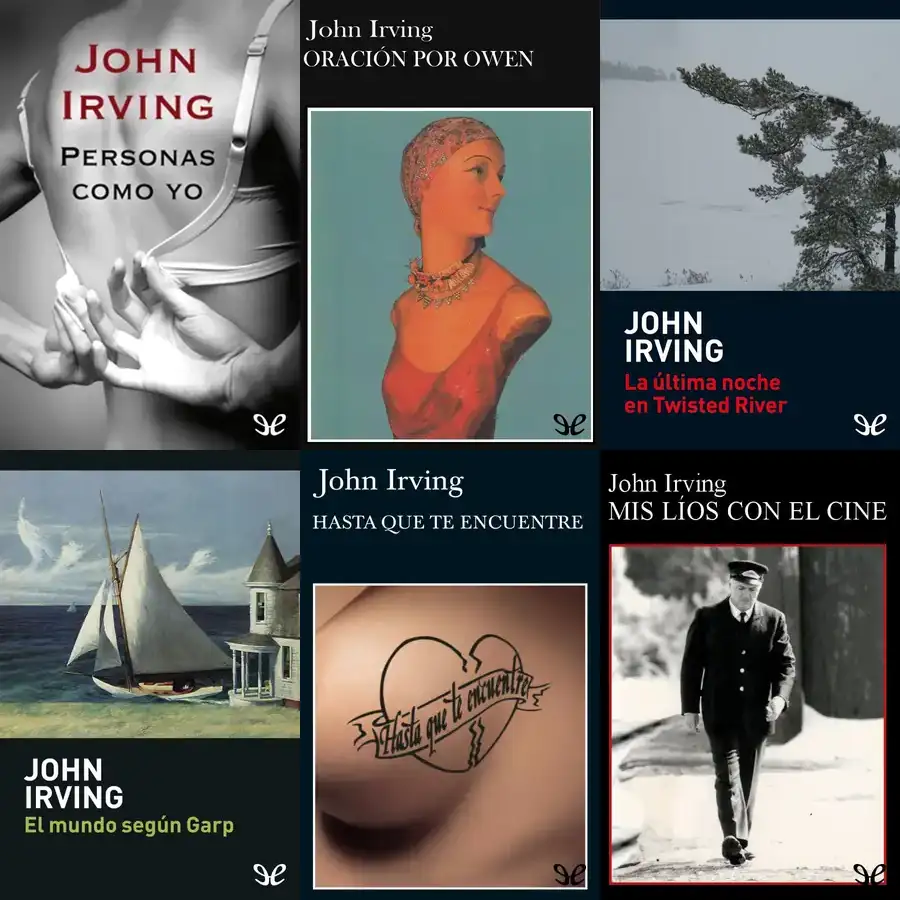 JOHN
IRVING
PERSONAS
COMO YO
John Irving
ORACIÓN POR OWEN
JOHN
IRVING
La última noche
en Twisted River
JOHN
IRVING
El mundo según Garp
John Irving
HASTA QUE TE ENCUENTRE
Hasta que te encuentre
John Irving
MIS LÍOS CON EL CINE